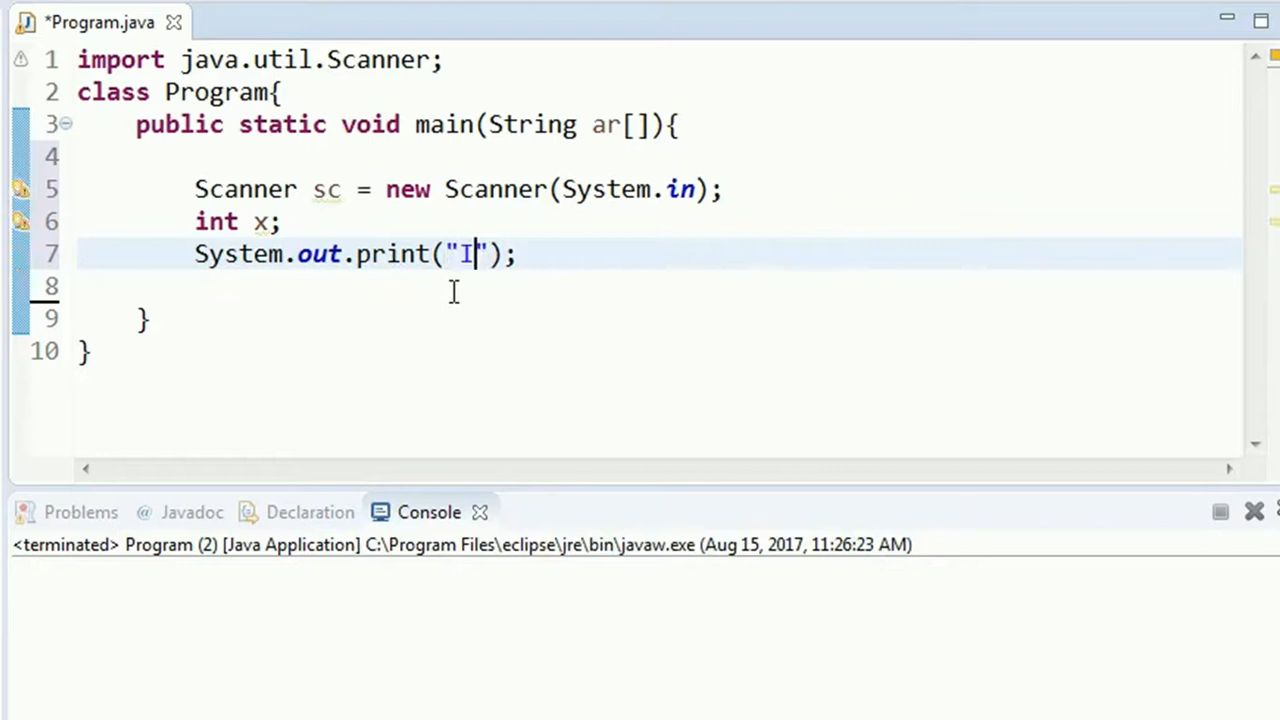 *Program.java
1 import java.util.Scanner;
2 class Program{
3 public static void main(String ar[]){
4
5 Scanner sc = new Scanner(System.in);
6 int x;
7 System.out.print("I");
8
9 }
10 }
Problems @ Javadoc Declaration Console
<terminated> Program (2) [Java Application] C:\Program Files\eclipse\jre\bin\javaw.exe (Aug 15, 2017, 11:26:23 AM)